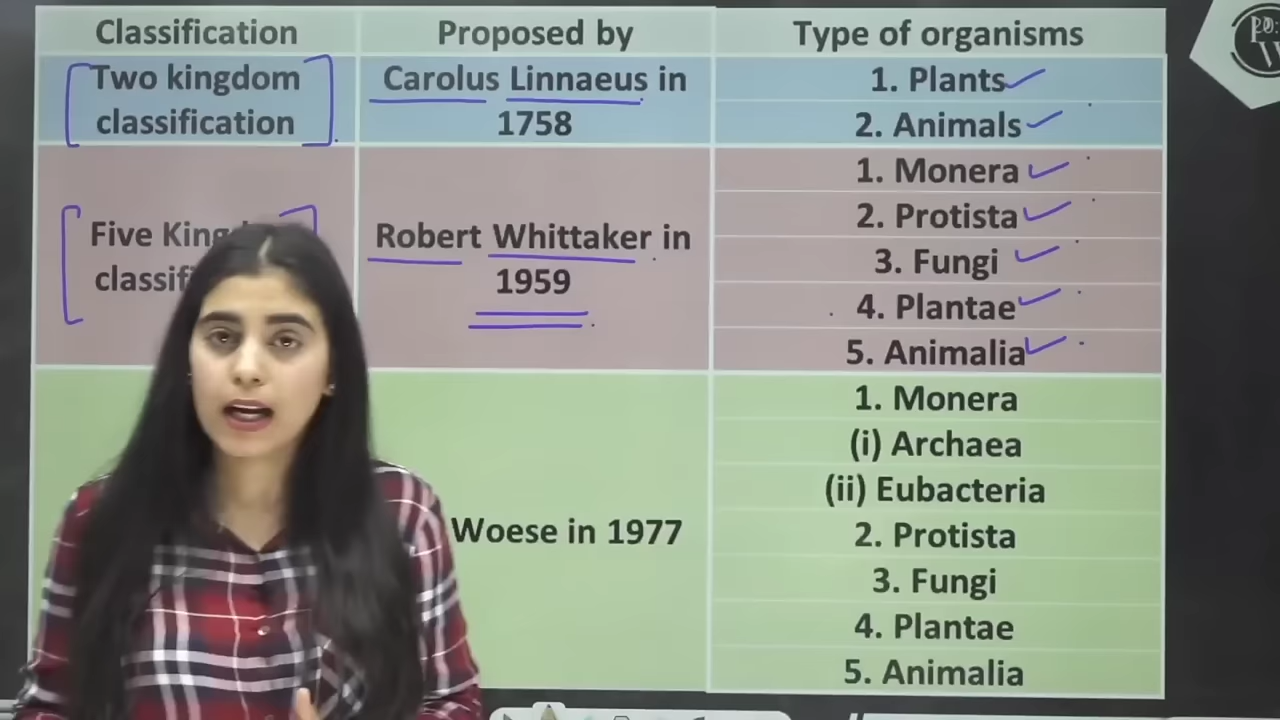 Classification
Proposed by
Type of organisms
Two kingdom
classification
Carolus Linnaeus in
1758
1. Plants
2. Animals
Five
Robert Whittaker in
1959
1. Monera
2. Protista
3. Fungi
4. Plantae
5. Animalia
Woese in 1977
1. Monera
(i) Archaea
(ii) Eubacteria
2. Protista
3. Fungi
4. Plantae
5. Animalia